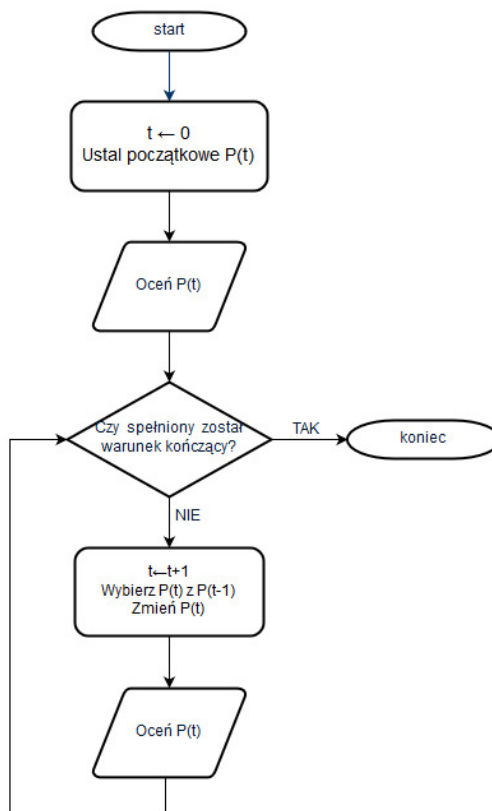 start
t ← 0
Ustal początkowe P(t)
Oceń P(t)
Czy spełniony został
warunek kończący?
TAK
koniec
NIE
t←t+1
Wybierz P(t) z P(t-1)
Zmień P(t)
Oceń P(t)